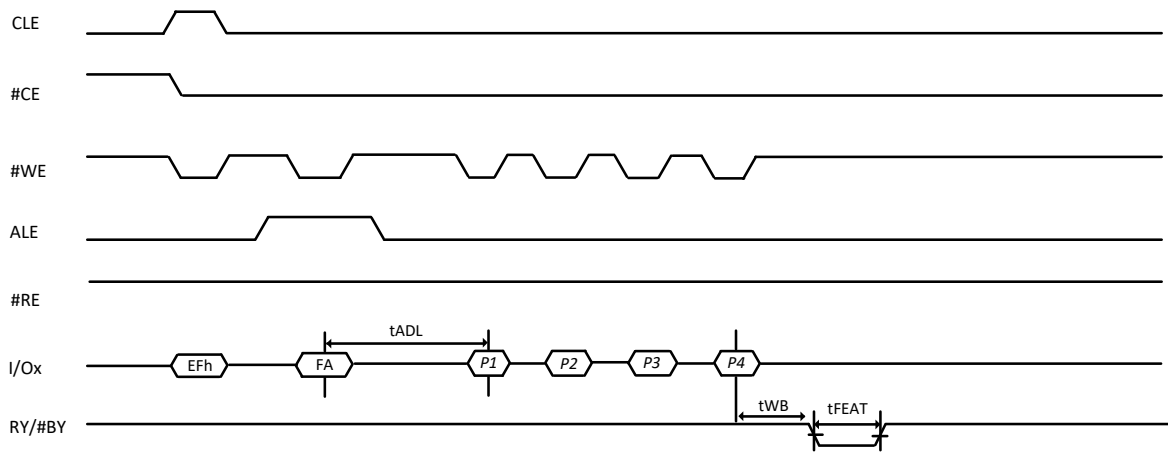 CLE
#CE
#WE
ALE
#RE
tADL
I/Ox EFh FA P1 P2 P3 P4
tWB tFEAT
RY/#BY